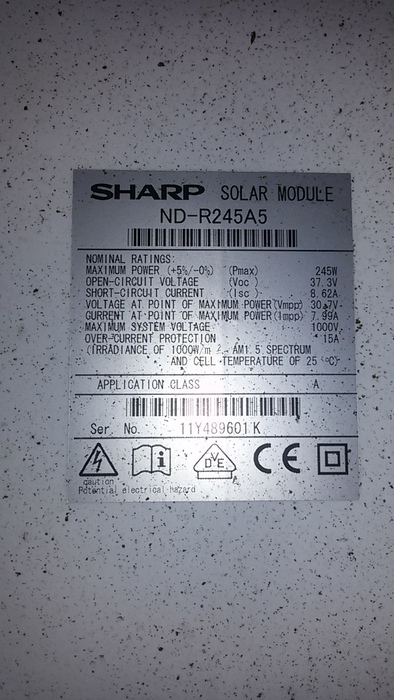 SHARP SOLAR MODULE
ND-R245A5
NOMINAL RATINGS:
MAXIMUM POWER (+5%/-0%) (Pmax) 245W
OPEN-CIRCUIT VOLTAGE (Voc) 37.3V
SHORT-CIRCUIT CURRENT (Isc) 8.62A
VOLTAGE AT POINT OF MAXIMUM POWER(Vmpp) 30.7V
CURRENT AT POINT OF MAXIMUM POWER(Impp) 7.99A
MAXIMUM SYSTEM VOLTAGE 1000V
OVER-CURRENT PROTECTION 15A
(IRRADIANCE OF 1000W/m², AM1.5 SPECTRUM
AND CELL TEMPERATURE OF 25 °C)
APPLICATION CLASS A
Ser. No. 11Y489601K
DVE CE
caution
Potential electrical hazard